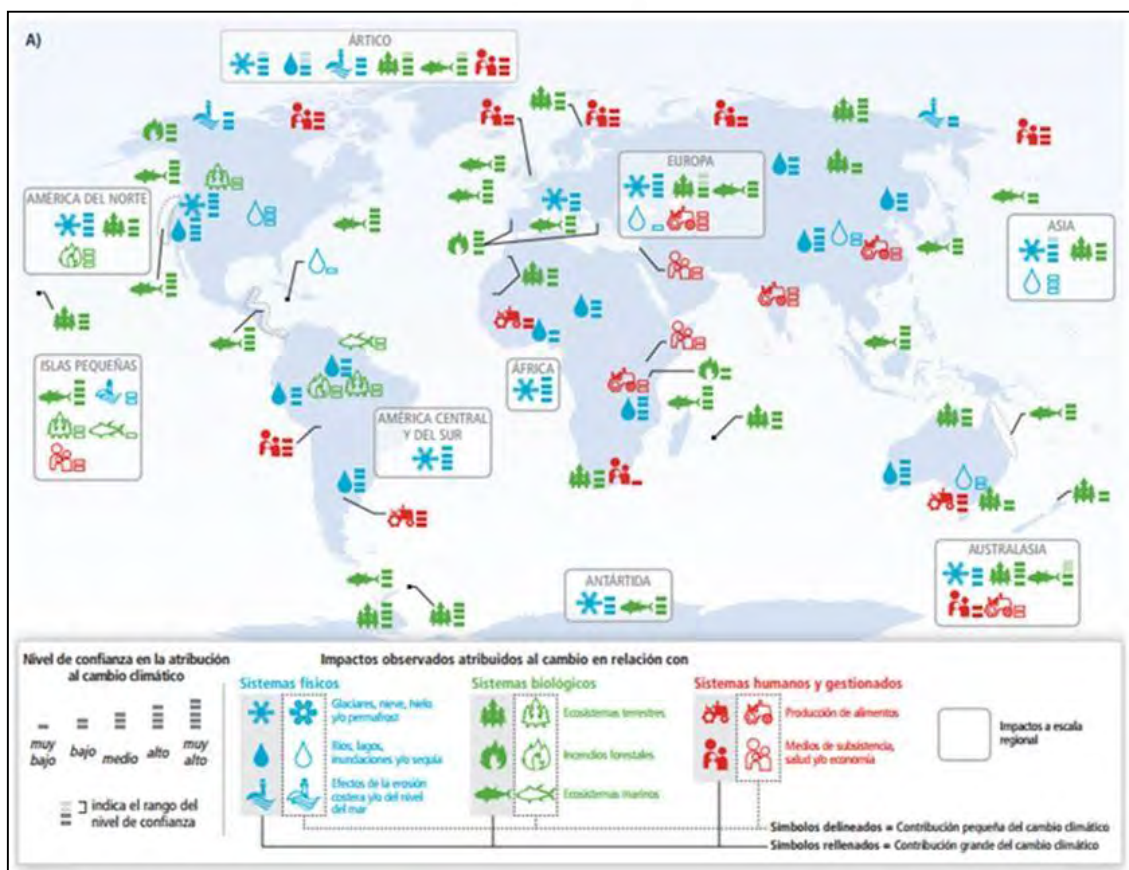 A)
ÁRTICO
EUROPA
AMÉRICA DEL NORTE
ASIA
ISLAS PEQUEÑAS
ÁFRICA
AMÉRICA CENTRAL
Y DEL SUR
AUSTRALASIA
ANTÁRTIDA
Nivel de confianza en la atribución
al cambio climático
muy
bajo
bajo
medio
alto
muy
alto
indica el rango del
nivel de confianza
Impactos observados atribuidos al cambio en relación con
Sistemas físicos
Glaciares, nieve, hielo
y/o permafrost
Ríos, lagos,
inundaciones y/o sequía
Efectos de la erosión
costera y/o del nivel
del mar
Sistemas biológicos
Ecosistemas terrestres
Incendios forestales
Ecosistemas marinos
Sistemas humanos y gestionados
Producción de alimentos
Medios de subsistencia,
salud y/o economía
Impactos a escala
regional
Símbolos delineados = Contribución pequeña del cambio climático
Símbolos rellenados = Contribución grande del cambio climático